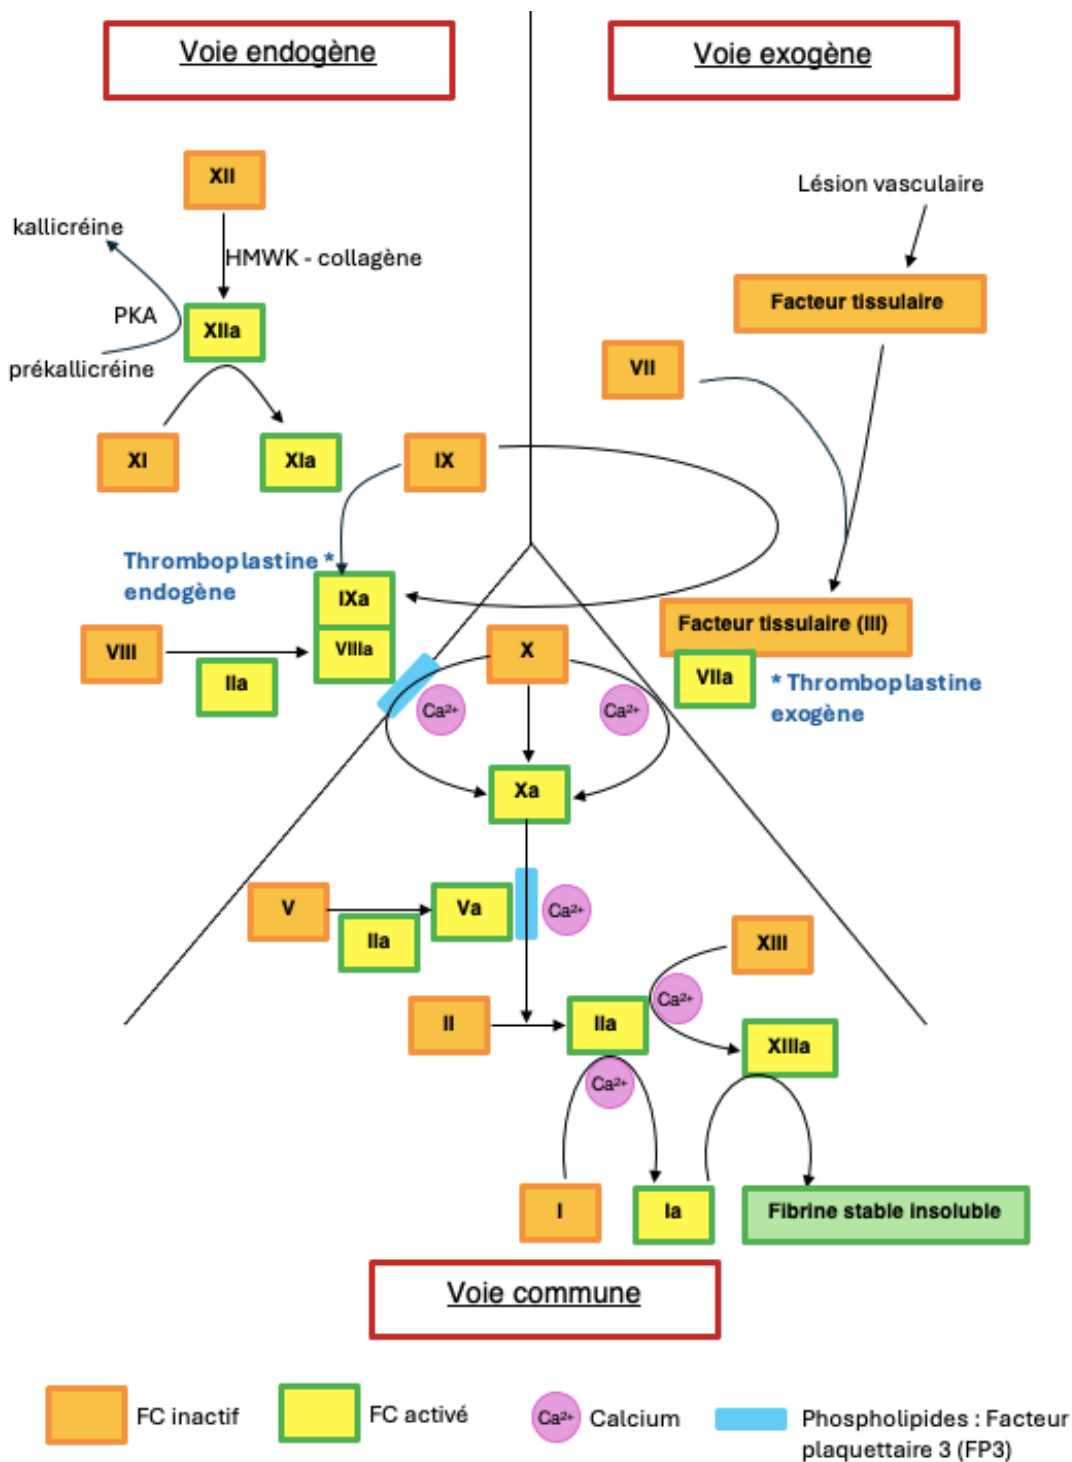 Voie endogène
Voie exogène
XII
Lésion vasculaire
kallicréine
HMWK - collagène
Facteur tissulaire
PKA
XIIa
prékallicréine
VII
XI
XIa
IX
Thromboplastine *
endogène
IXa
VIII
VIIIa
IIa
X
Facteur tissulaire (III)
VIIa
* Thromboplastine
exogène
Ca²⁺
Ca²⁺
Xa
V
Va
IIa
Ca²⁺
XIII
Ca²⁺
II
IIa
XIIIa
Ca²⁺
I
Ia
Fibrine stable insoluble
Voie commune
FC inactif
FC activé
Ca²⁺
Calcium
Phospholipides : Facteur
plaquettaire 3 (FP3)